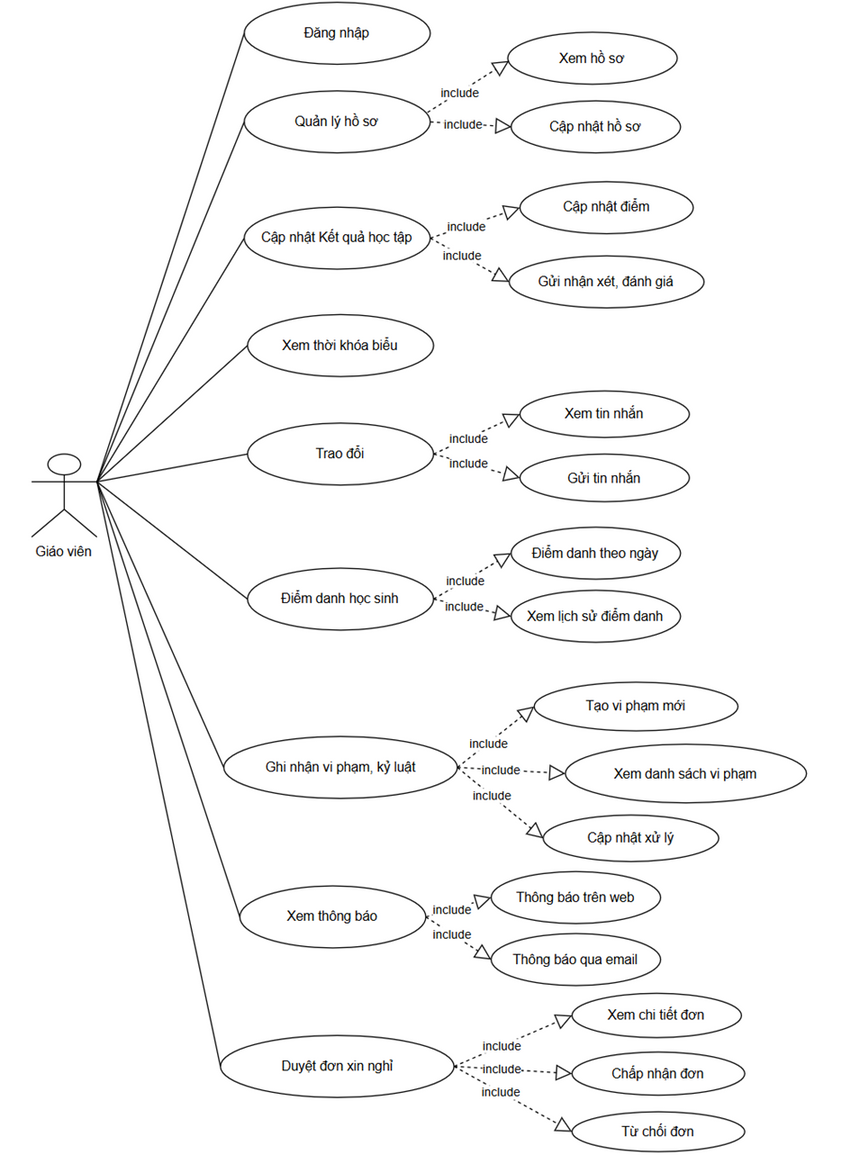 Đăng nhập
Xem hồ sơ
include
Quản lý hồ sơ
include
Cập nhật hồ sơ
Cập nhật điểm
include
Cập nhật Kết quả học tập
include
Gửi nhận xét, đánh giá
Xem thời khóa biểu
Xem tin nhắn
include
Trao đổi
include
Gửi tin nhắn
Giáo viên
Điểm danh theo ngày
include
Điểm danh học sinh
include
Xem lịch sử điểm danh
Tạo vi phạm mới
include
Ghi nhận vi phạm, kỷ luật
include
Xem danh sách vi phạm
include
Cập nhật xử lý
Thông báo trên web
include
Xem thông báo
include
Thông báo qua email
Xem chi tiết đơn
include
Duyệt đơn xin nghỉ
include
Chấp nhận đơn
include
Từ chối đơn